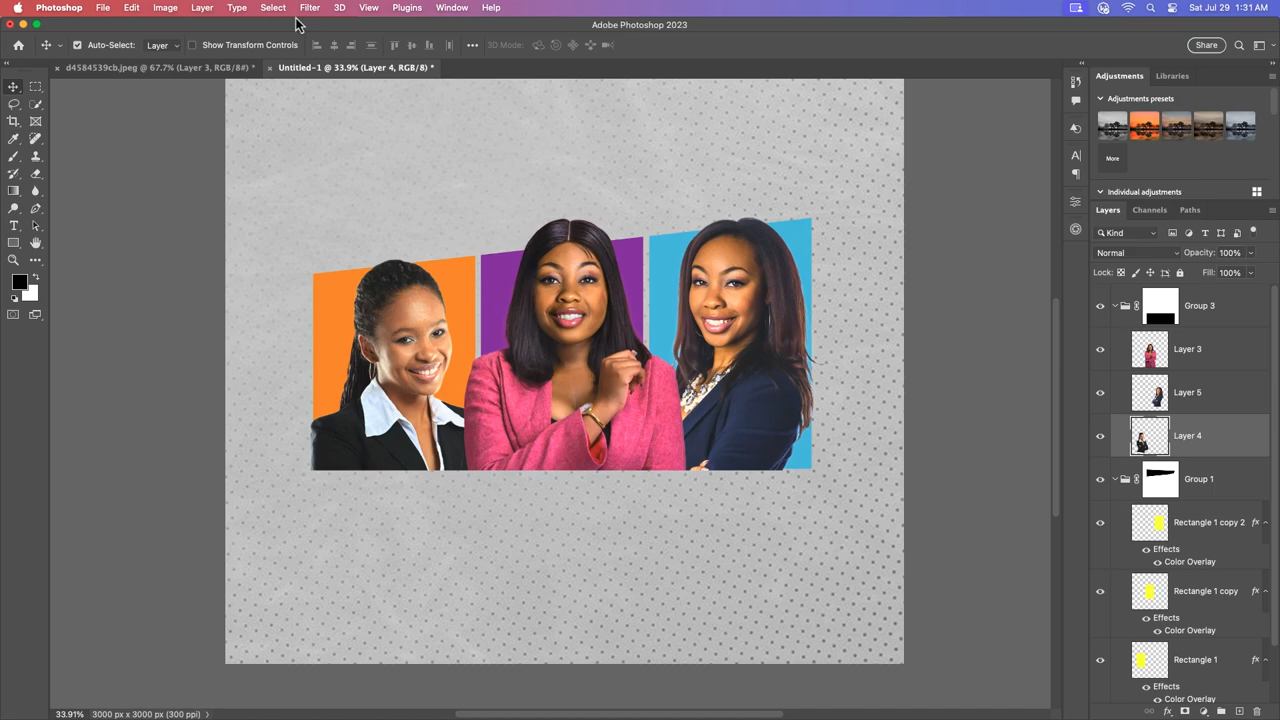 Photoshop File Edit Image Layer Type Select Filter 3D View Plugins Window Help Sat Jul 29 1:31 AM
Adobe Photoshop 2023
Auto-Select: Layer Show Transform Controls 3D Mode: Share
d4584539cb.jpeg @ 67.7% (Layer 3, RGB/8#) * Untitled-1 @ 33.9% (Layer 4, RGB/8) *
Adjustments Libraries
Adjustments presets
More
Individual adjustments
Layers Channels Paths
Kind
Normal Opacity: 100%
Lock: Fill: 100%
Group 3
Layer 3
Layer 5
Layer 4
Group 1
Rectangle 1 copy 2 fx
Effects
Color Overlay
Rectangle 1 copy fx
Effects
Color Overlay
Rectangle 1 fx
Effects
Color Overlay
33.91% 3000 px x 3000 px (300 ppi)